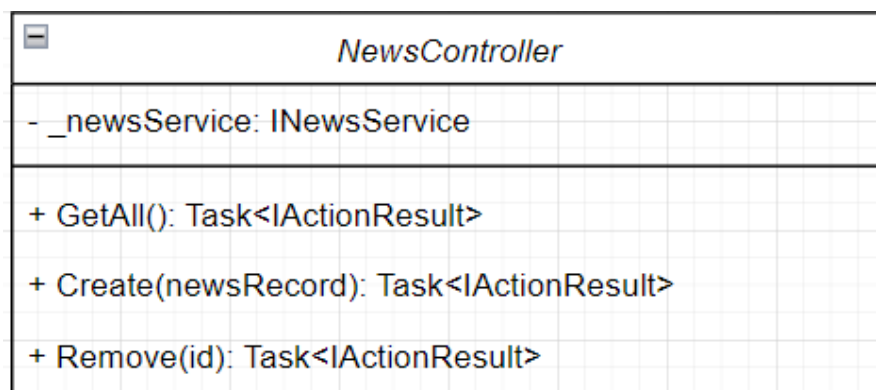 NewsController
- _newsService: INewsService
+ GetAll(): Task<IActionResult>
+ Create(newsRecord): Task<IActionResult>
+ Remove(id): Task<IActionResult>